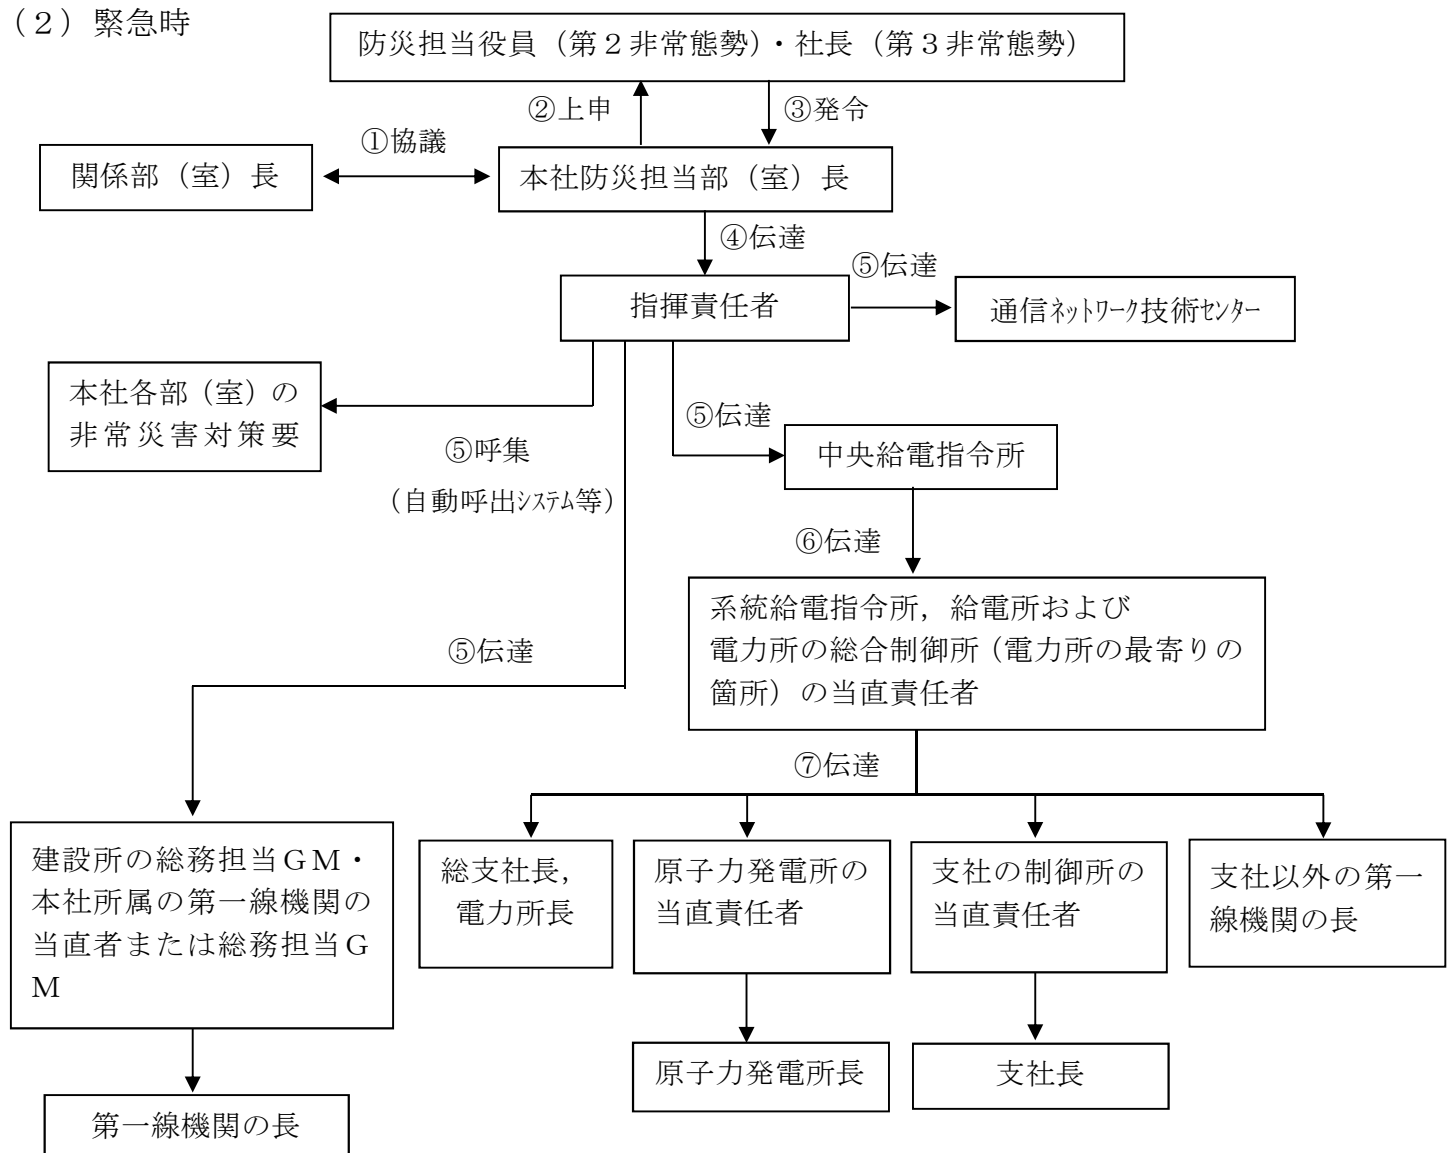 （２）緊急時
防災担当役員（第２非常態勢）・社長（第３非常態勢）
②上申
③発令
①協議
関係部（室）長
本社防災担当部（室）長
④伝達
⑤伝達
指揮責任者
通信ﾈｯﾄﾜｰｸ技術ｾﾝﾀｰ
本社各部（室）の
非常災害対策要
⑤呼集
（自動呼出ｼｽﾃﾑ等）
⑤伝達
中央給電指令所
⑥伝達
系統給電指令所，給電所および
電力所の総合制御所（電力所の最寄りの
箇所）の当直責任者
⑤伝達
⑦伝達
建設所の総務担当ＧＭ・
本社所属の第一線機関の
当直者または総務担当Ｇ
Ｍ
総支社長，
電力所長
原子力発電所の
当直責任者
支社の制御所の
当直責任者
支社以外の第一
線機関の長
原子力発電所長
支社長
第一線機関の長